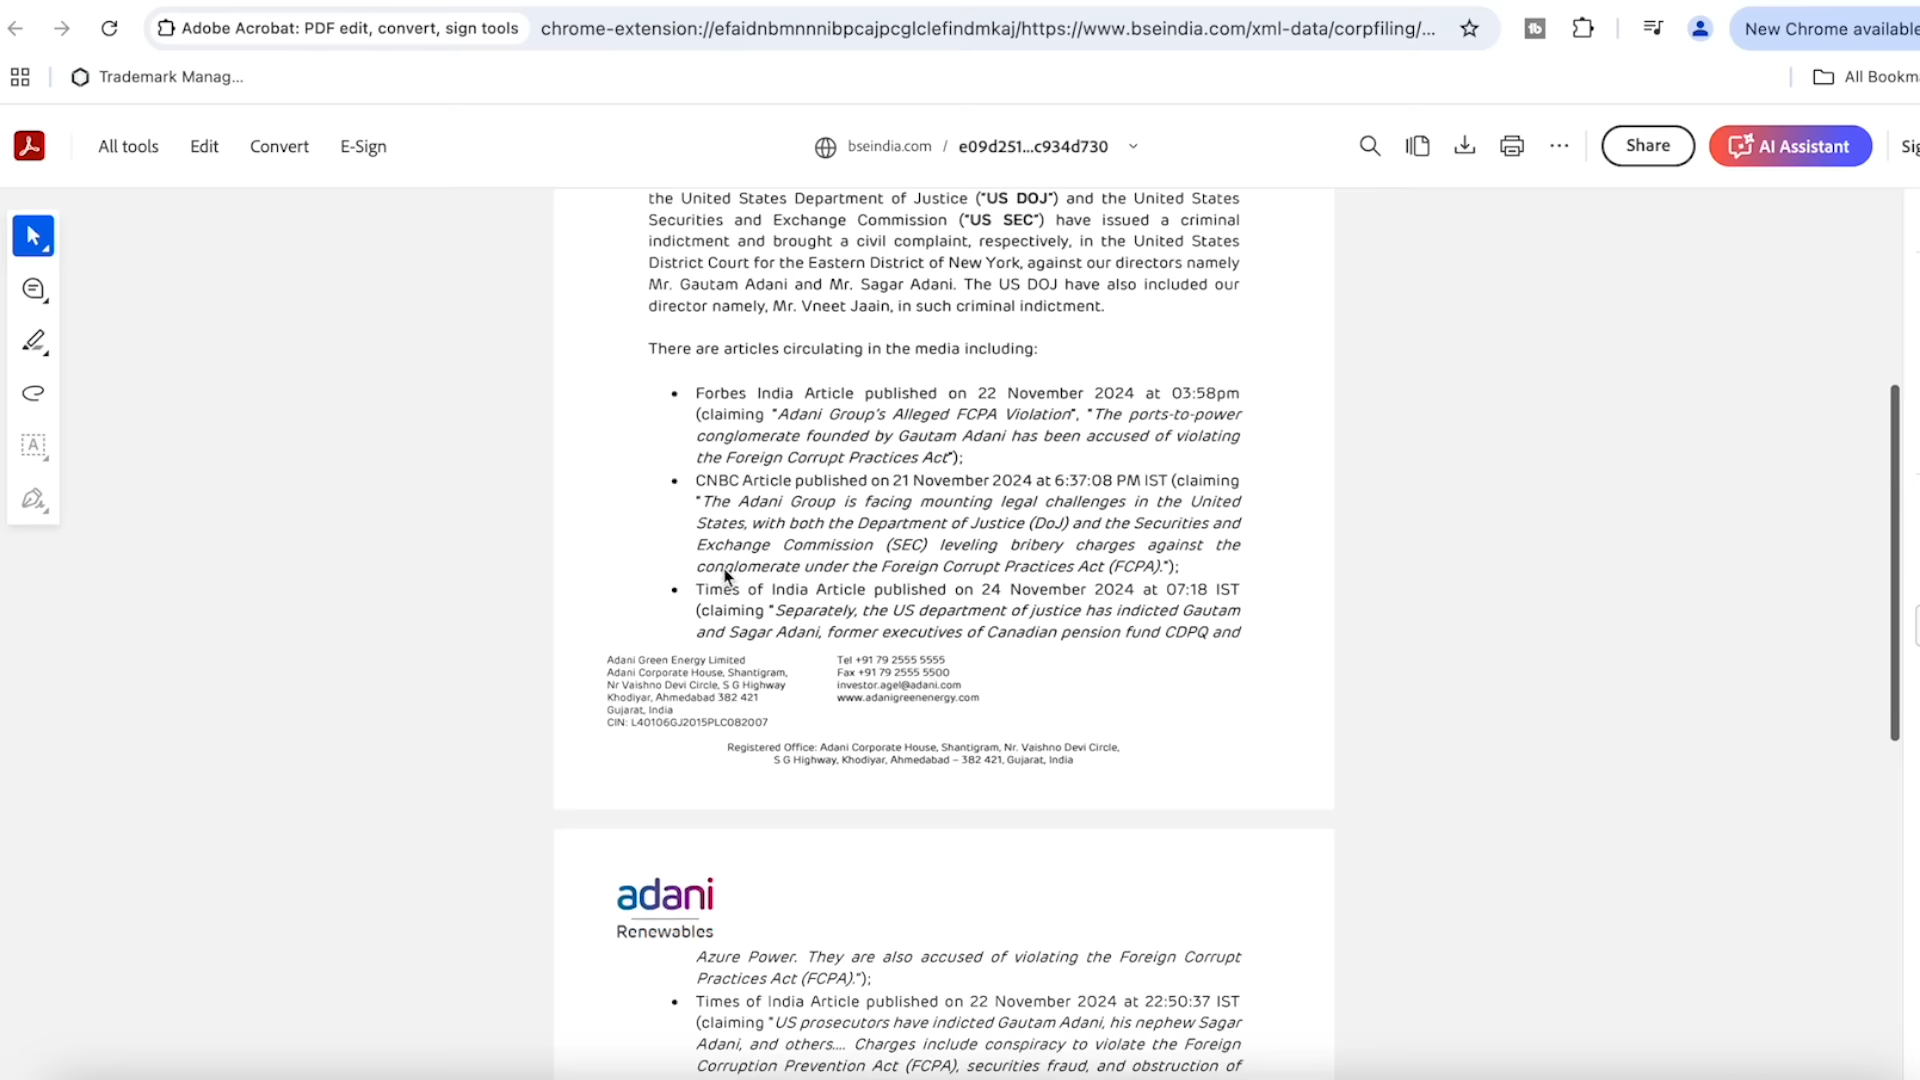 Adobe Acrobat: PDF edit, convert, sign tools
chrome-extension://efaidnbmnnnibpcajpcglclefindmkaj/https://www.bseindia.com/xml-data/corpfiling/...
New Chrome available
Trademark Manag...
All Bookma
All tools
Edit
Convert
E-Sign
bseindia.com / e09d251...c934d730
Share
AI Assistant
Sig
the United States Department of Justice ("US DOJ") and the United States
Securities and Exchange Commission ("US SEC") have issued a criminal
indictment and brought a civil complaint, respectively, in the United States
District Court for the Eastern District of New York, against our directors namely
Mr. Gautam Adani and Mr. Sagar Adani. The US DOJ have also included our
director namely, Mr. Vneet Jaain, in such criminal indictment.
There are articles circulating in the media including:
• Forbes India Article published on 22 November 2024 at 03:58pm
(claiming "Adani Group's Alleged FCPA Violation", "The ports-to-power
conglomerate founded by Gautam Adani has been accused of violating
the Foreign Corrupt Practices Act");
• CNBC Article published on 21 November 2024 at 6:37:08 PM IST (claiming
"The Adani Group is facing mounting legal challenges in the United
States, with both the Department of Justice (DoJ) and the Securities and
Exchange Commission (SEC) leveling bribery charges against the
conglomerate under the Foreign Corrupt Practices Act (FCPA).");
• Times of India Article published on 24 November 2024 at 07:18 IST
(claiming "Separately, the US department of justice has indicted Gautam
and Sagar Adani, former executives of Canadian pension fund CDPQ and
Adani Green Energy Limited
Adani Corporate House, Shantigram,
Nr Vaishno Devi Circle, S G Highway
Khodiyar, Ahmedabad 382 421
Gujarat, India
CIN: L40106GJ2015PLC082007
Tel +91 79 2555 5555
Fax +91 79 2555 5500
investor.agel@adani.com
www.adanigreenenergy.com
Registered Office: Adani Corporate House, Shantigram, Nr. Vaishno Devi Circle,
S G Highway, Khodiyar, Ahmedabad – 382 421, Gujarat, India
adani
Renewables
Azure Power. They are also accused of violating the Foreign Corrupt
Practices Act (FCPA).");
• Times of India Article published on 22 November 2024 at 22:50:37 IST
(claiming "US prosecutors have indicted Gautam Adani, his nephew Sagar
Adani, and others.... Charges include conspiracy to violate the Foreign
Corruption Prevention Act (FCPA), securities fraud, and obstruction of